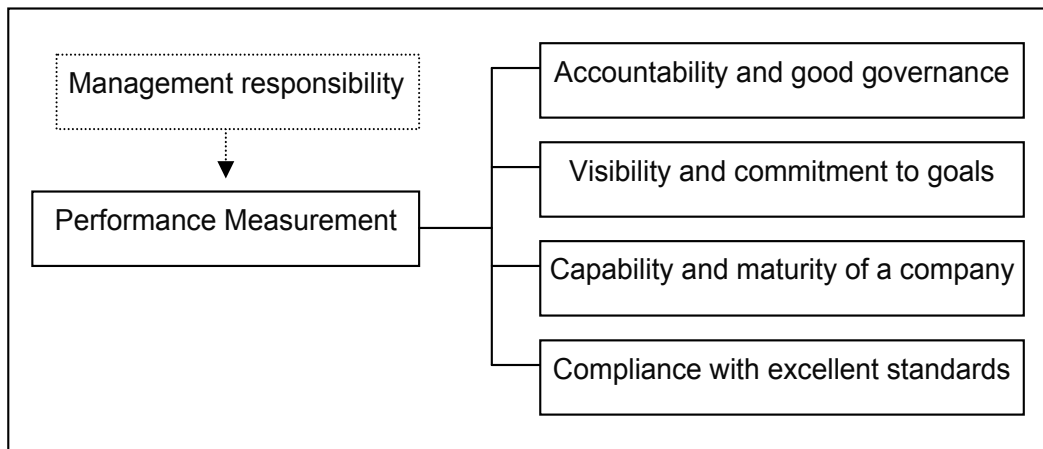 Management responsibility
Performance Measurement
Accountability and good governance
Visibility and commitment to goals
Capability and maturity of a company
Compliance with excellent standards